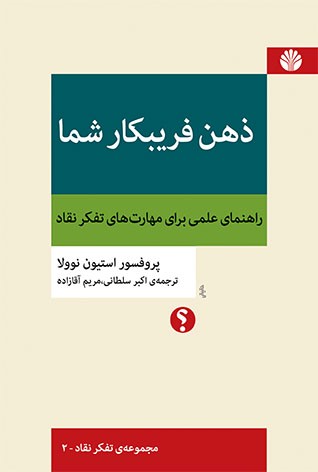 ذهن فریبکار شما
راهنمای علمی برای مهارت‌های تفکر نقاد
پروفسور استیون نوولا
ترجمه‌ی اکبر سلطانی،مریم آقازاده
؟
مجموعه‌ی تفکر نقاد - ۲